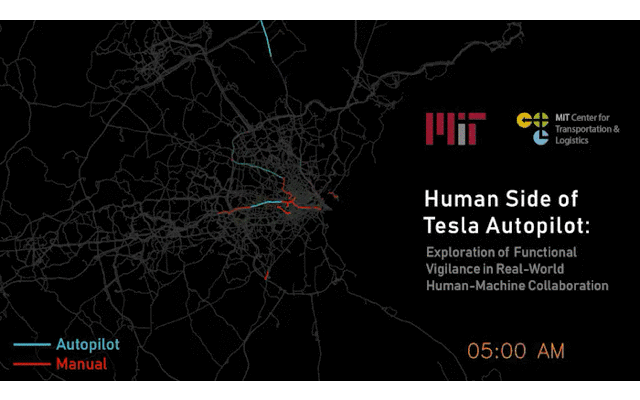 MiT
MIT Center for
Transportation &
Logistics
Human Side of
Tesla Autopilot:
Exploration of Functional
Vigilance in Real-World
Human-Machine Collaboration
Autopilot
Manual
05:00 AM